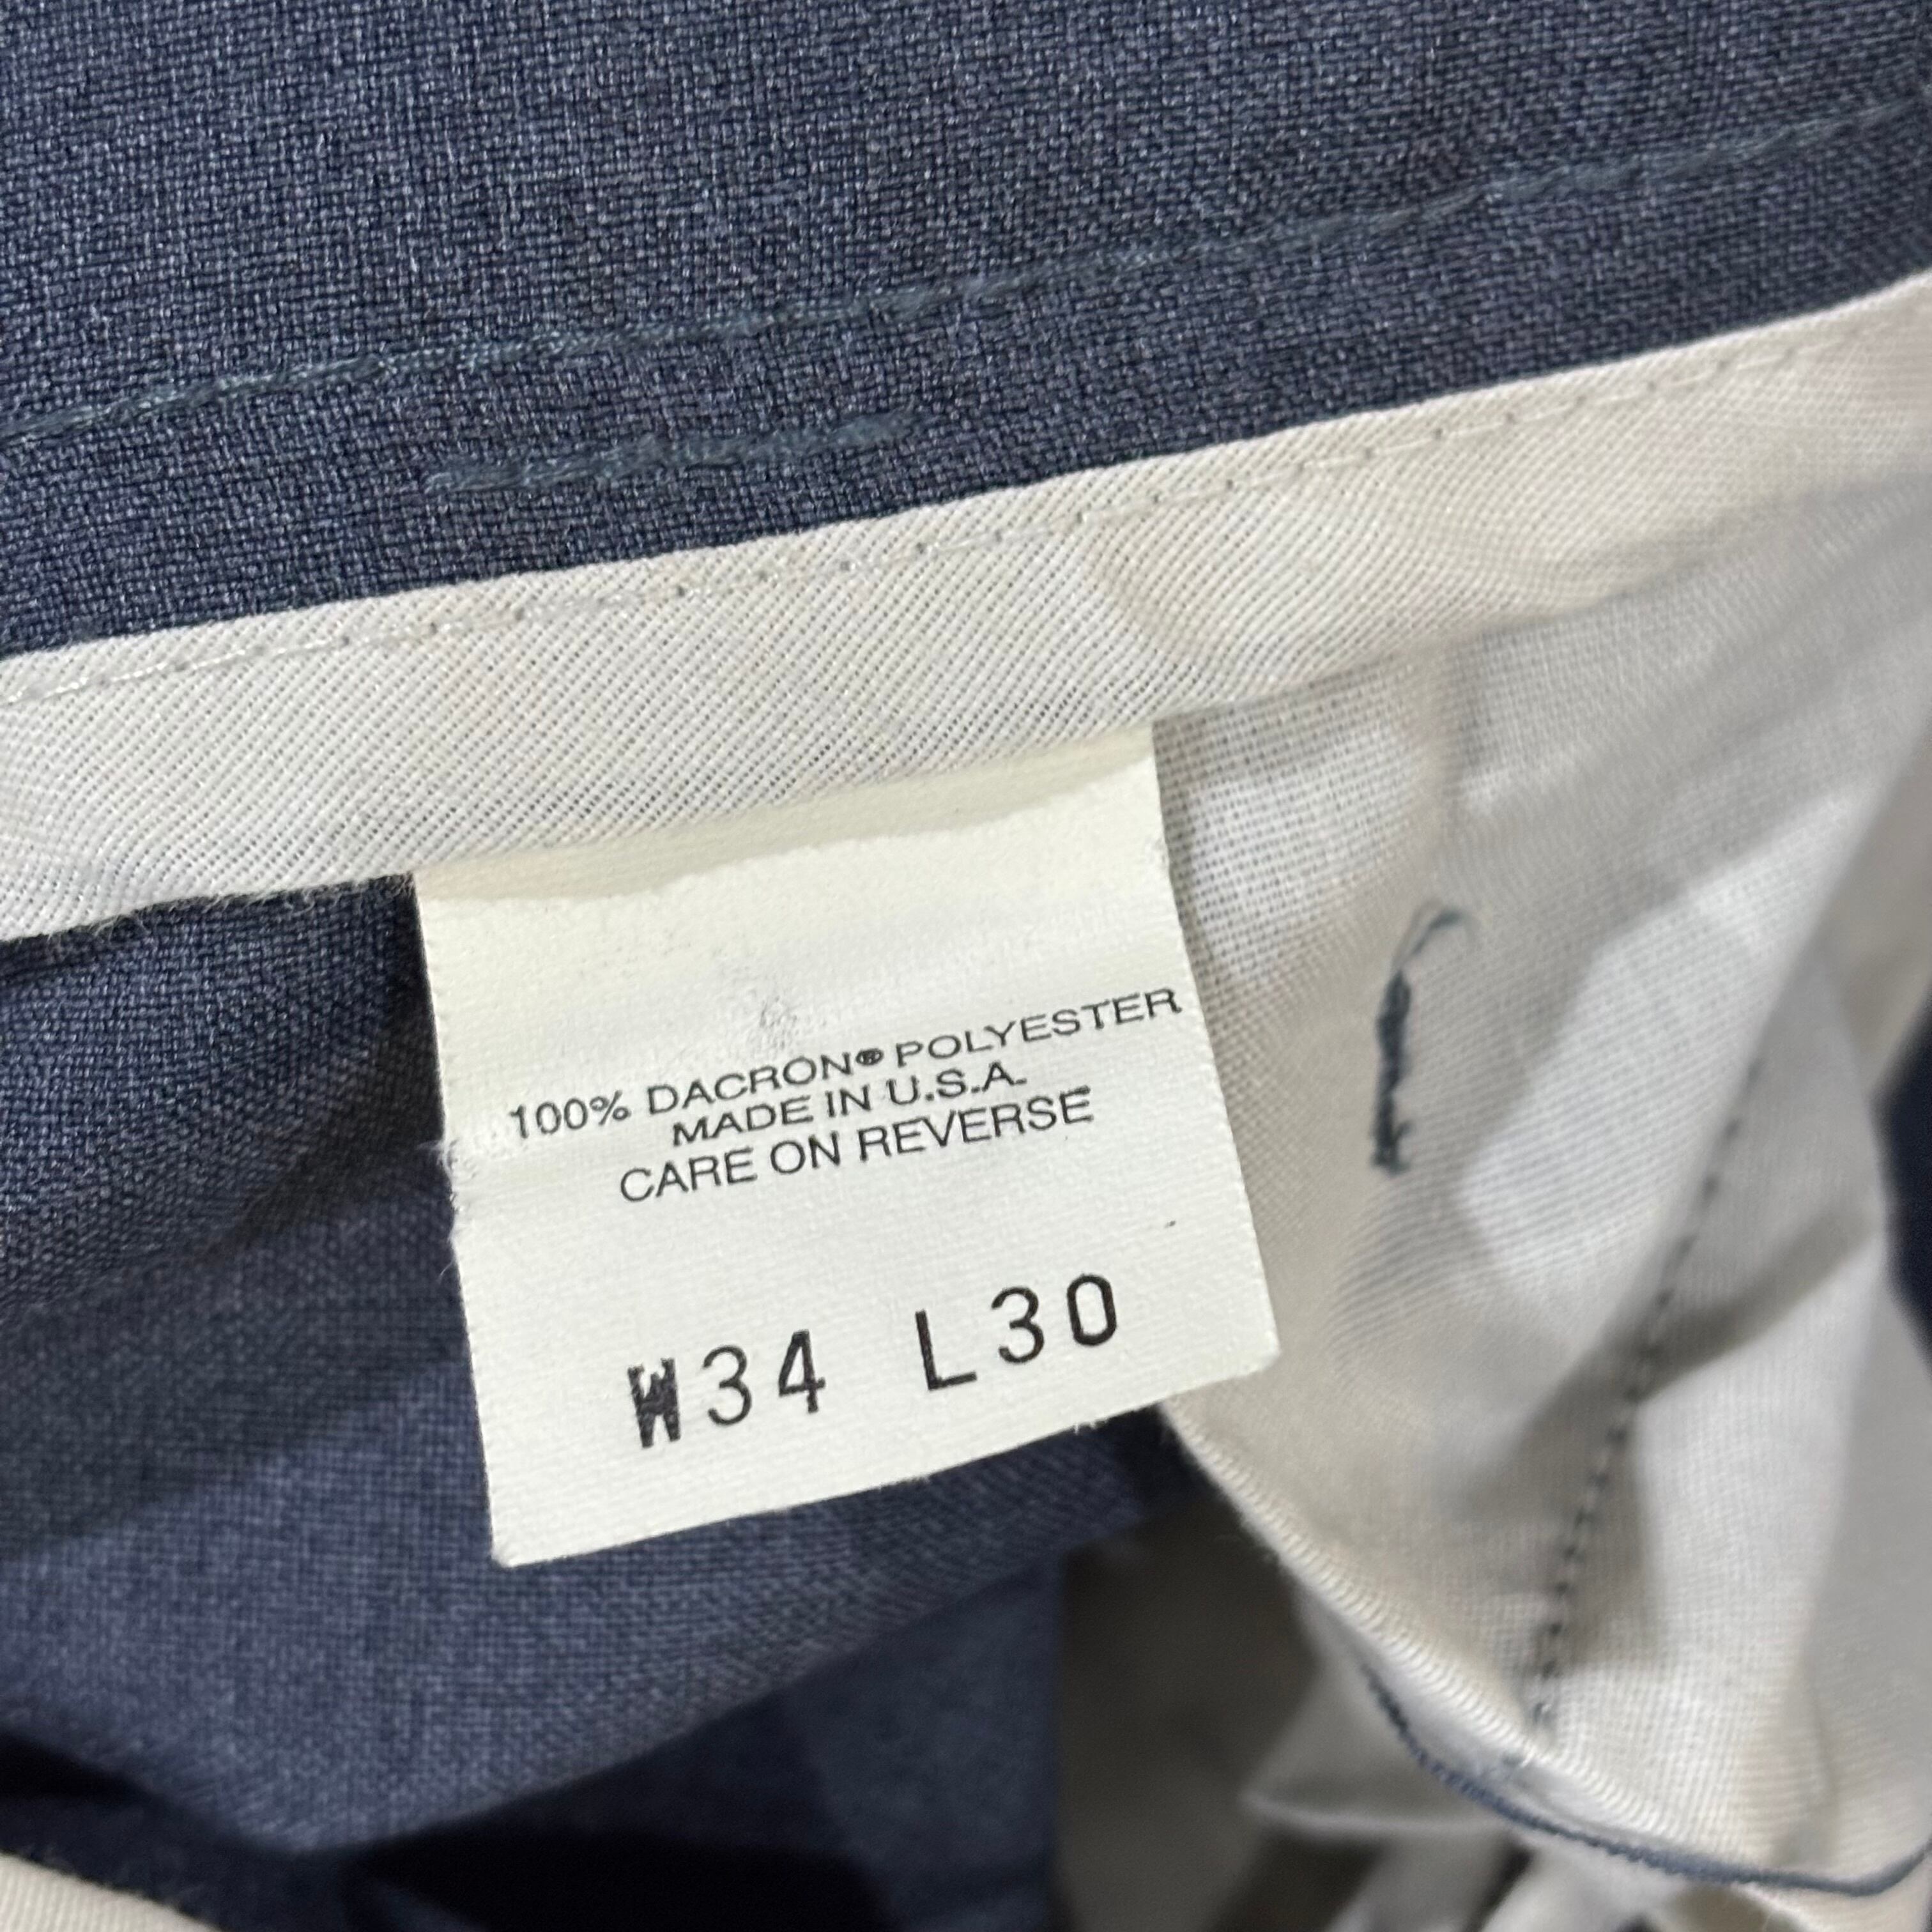 100% DACRON® POLYESTER
MADE IN U.S.A.
CARE ON REVERSE
W34 L30